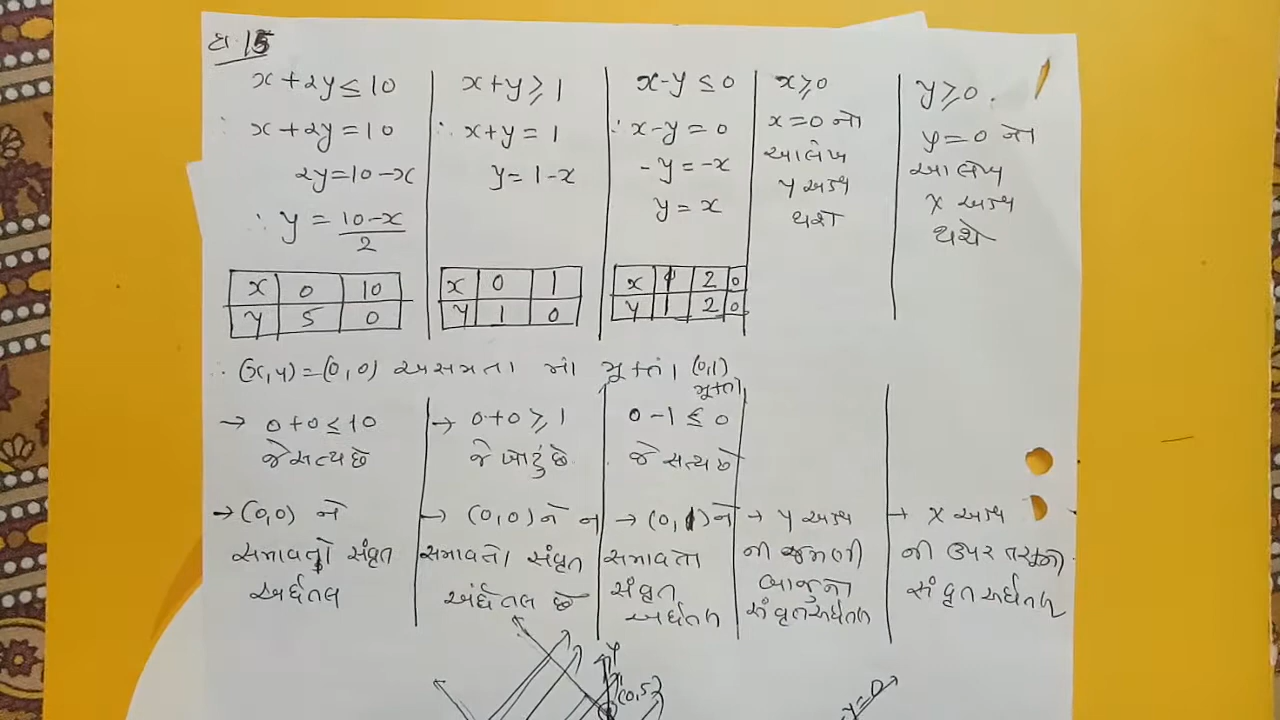 દા.15
x+2y ≤ 10
∴ x+2y = 10
2y = 10-x
∴ y = 10-x / 2
x 0 10
y 5 0
x+y ≥ 1
∴ x+y = 1
y = 1-x
x 0 1
y 1 0
x-y ≤ 0
∴ x-y = 0
-y = -x
y = x
x 1 2 0
y 1 2 0
x ≥ 0
x=0 નો
આલેખ
y અક્ષ
થશે
y ≥ 0.
y=0 નો
આલેખ
x અક્ષ
થશે
∴ (x,y)=(0,0) અસમતા માં મૂકતાં (0,1)
મૂકતાં
→ 0+0 ≤ 10
જે સત્ય છે
→ 0+0 ≥ 1
જે ખોટું છે.
0-1 ≤ 0
જે સત્ય છે
→ (0,0) ને
સમાવતો સંવૃત
અર્ધતલ
→ (0,0) ને ન
સમાવતો સંવૃત
અર્ધતલ છે
→ (0,1) ને
સમાવતો
સંવૃત
અર્ધતલ
→ y અક્ષ
ની જમણી
બાજુનો
સંવૃત અર્ધતલ
→ x અક્ષ
ની ઉપર તરફનો
સંવૃત અર્ધતલ
y
(0,5)
y=0